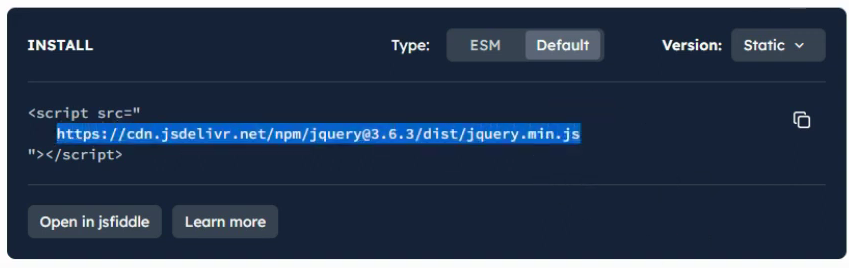 INSTALL Type: ESM Default Version: Static
<script src="
https://cdn.jsdelivr.net/npm/jquery@3.6.3/dist/jquery.min.js
"></script>
Open in jsfiddle Learn more